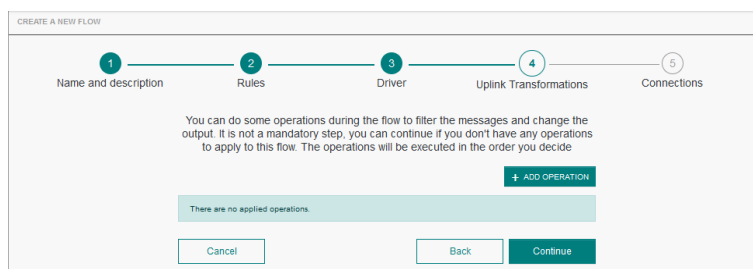 CREATE A NEW FLOW
1
2
3
4
5
Name and description
Rules
Driver
Uplink Transformations
Connections
You can do some operations during the flow to filter the messages and change the
output. It is not a mandatory step, you can continue if you don't have any operations
to apply to this flow. The operations will be executed in the order you decide
+ ADD OPERATION
There are no applied operations.
Cancel
Back
Continue